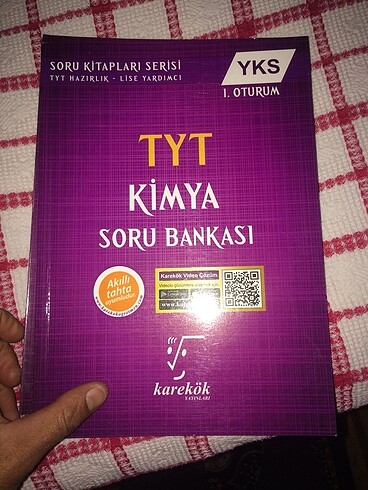 SORU KİTAPLARI SERİSİ
TYT HAZIRLIK - LİSE YARDIMCI
YKS
1. OTURUM
TYT
KİMYA
SORU BANKASI
Akıllı
tahta
uyumludur.
Karekök Video Çözüm
karekök
YAYINLARI